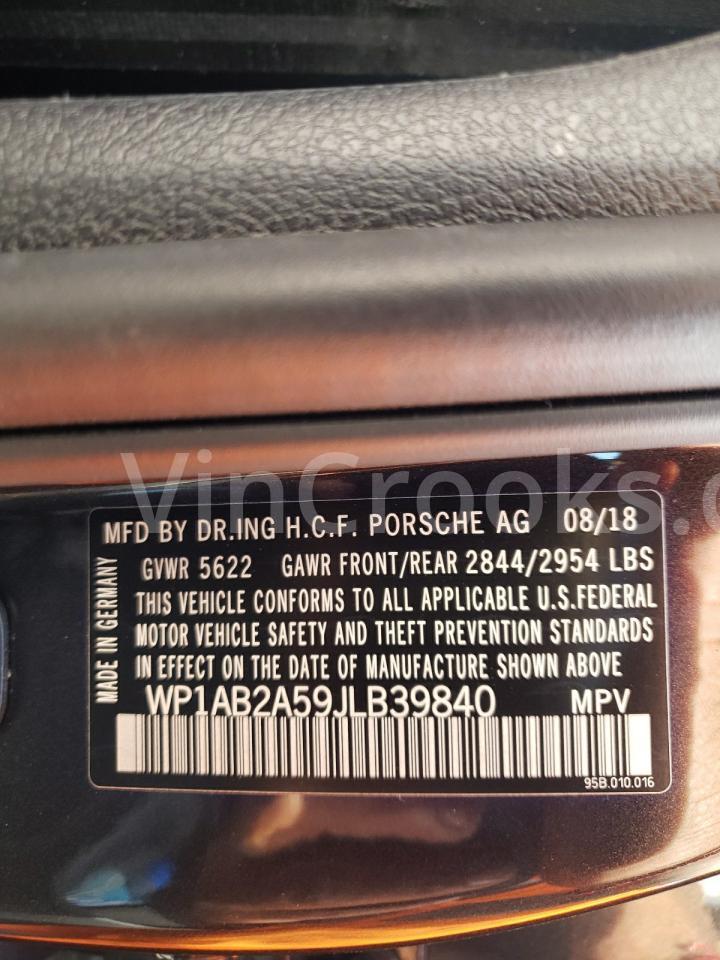 VinCrooks.c
MFD BY DR.ING H.C.F. PORSCHE AG 08/18
GVWR 5622 GAWR FRONT/REAR 2844/2954 LBS
THIS VEHICLE CONFORMS TO ALL APPLICABLE U.S.FEDERAL
MOTOR VEHICLE SAFETY AND THEFT PREVENTION STANDARDS
IN EFFECT ON THE DATE OF MANUFACTURE SHOWN ABOVE
MADE IN GERMANY
WP1AB2A59JLB39840 MPV
95B.010.016